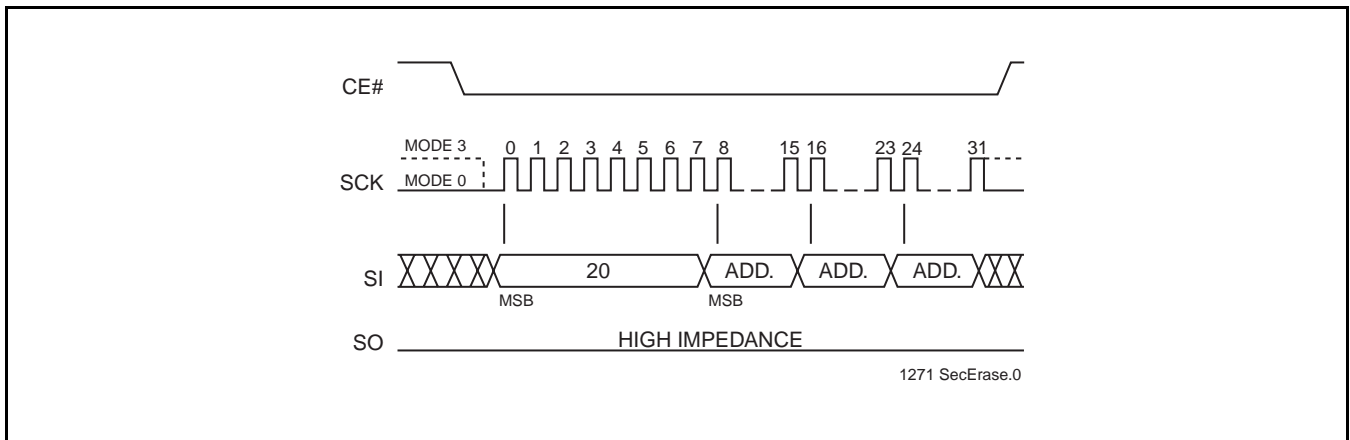 CE#
MODE 3
0 1 2 3 4 5 6 7 8 15 16 23 24 31
SCK
MODE 0
SI
20 ADD. ADD. ADD.
MSB MSB
SO
HIGH IMPEDANCE
1271 SecErase.0